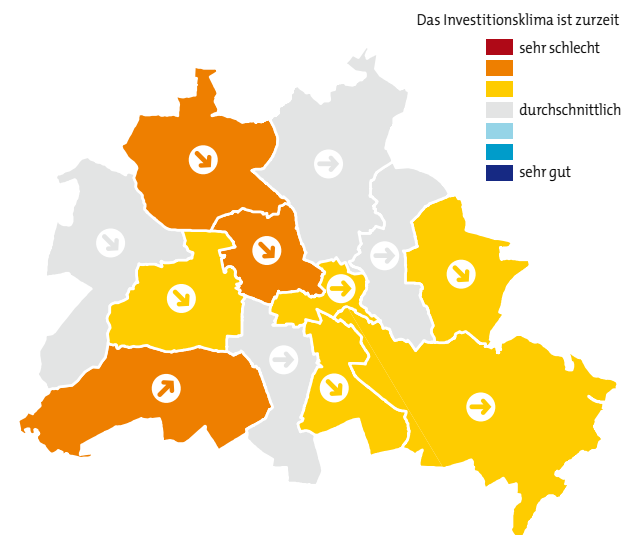 Das Investitionsklima ist zurzeit
sehr schlecht
durchschnittlich
sehr gut